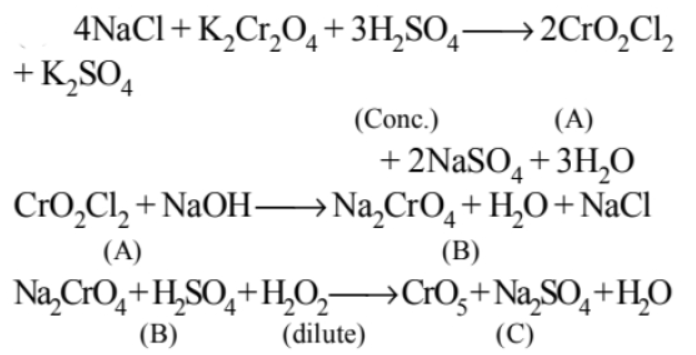 4NaCl + K₂Cr₂O₄ + 3H₂SO₄ ⟶ 2CrO₂Cl₂
+ K₂SO₄
(Conc.) (A)
+ 2NaSO₄ + 3H₂O
CrO₂Cl₂ + NaOH ⟶ Na₂CrO₄ + H₂O + NaCl
(A) (B)
Na₂CrO₄+H₂SO₄+H₂O₂⟶CrO₅+Na₂SO₄+H₂O
(B) (dilute) (C)